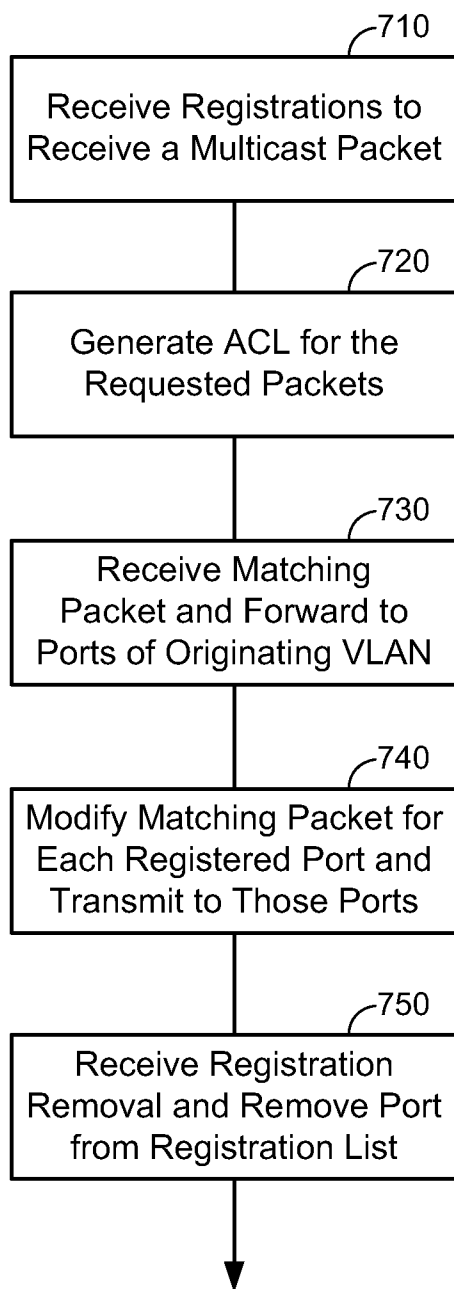 710
Receive Registrations to
Receive a Multicast Packet
720
Generate ACL for the
Requested Packets
730
Receive Matching
Packet and Forward to
Ports of Originating VLAN
740
Modify Matching Packet for
Each Registered Port and
Transmit to Those Ports
750
Receive Registration
Removal and Remove Port
from Registration List